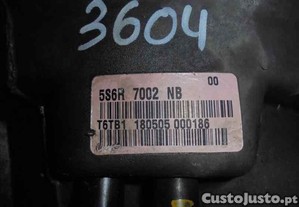 3604
00
5S6R 7002 NB
T6TB1 180505 000186
CustoJusto.pt